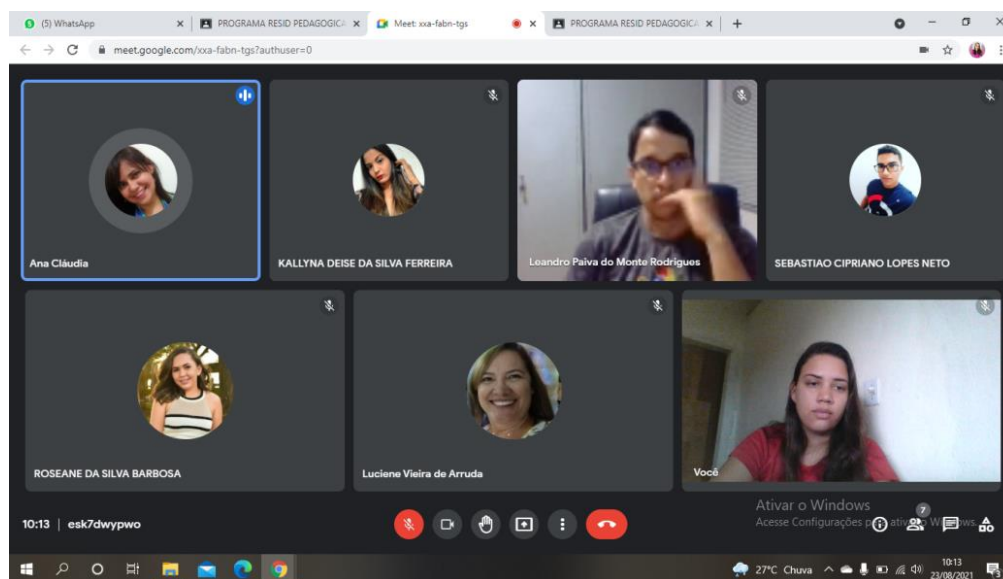 (5) WhatsApp
PROGRAMA RESID PEDAGOGICA
Meet: xxa-fabn-tgs
PROGRAMA RESID PEDAGOGICA
meet.google.com/xxa-fabn-tgs?authuser=0
Ana Cláudia
KALLYNA DEISE DA SILVA FERREIRA
Leandro Paiva do Monte Rodrigues
SEBASTIAO CIPRIANO LOPES NETO
ROSEANE DA SILVA BARBOSA
Luciene Vieira de Arruda
Você
Ativar o Windows
Acesse Configurações
10:13 | esk7dwypwo
7
27°C Chuva
10:13
23/08/2021